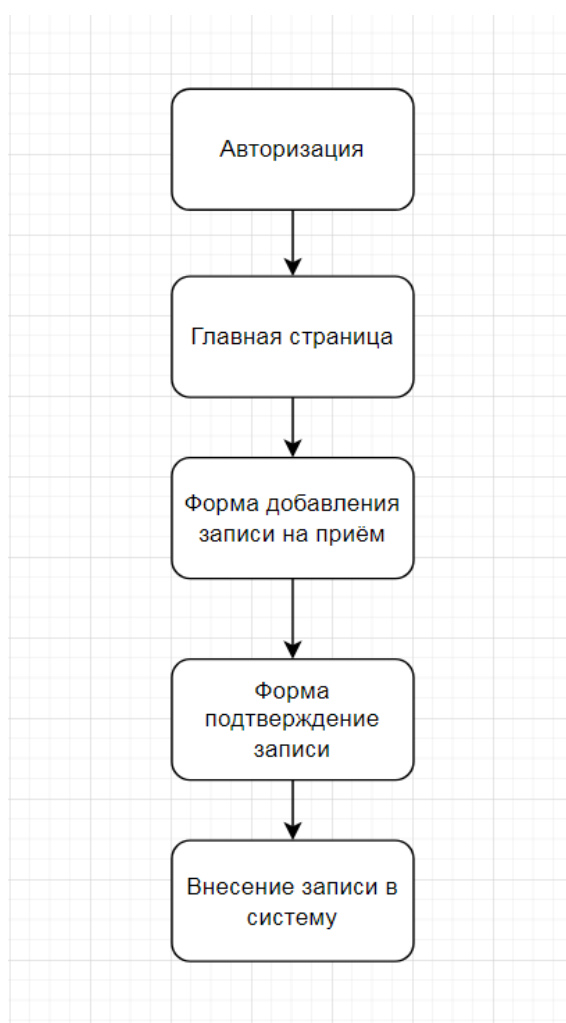 Авторизация
Главная страница
Форма добавления
записи на приём
Форма
подтверждение
записи
Внесение записи в
систему